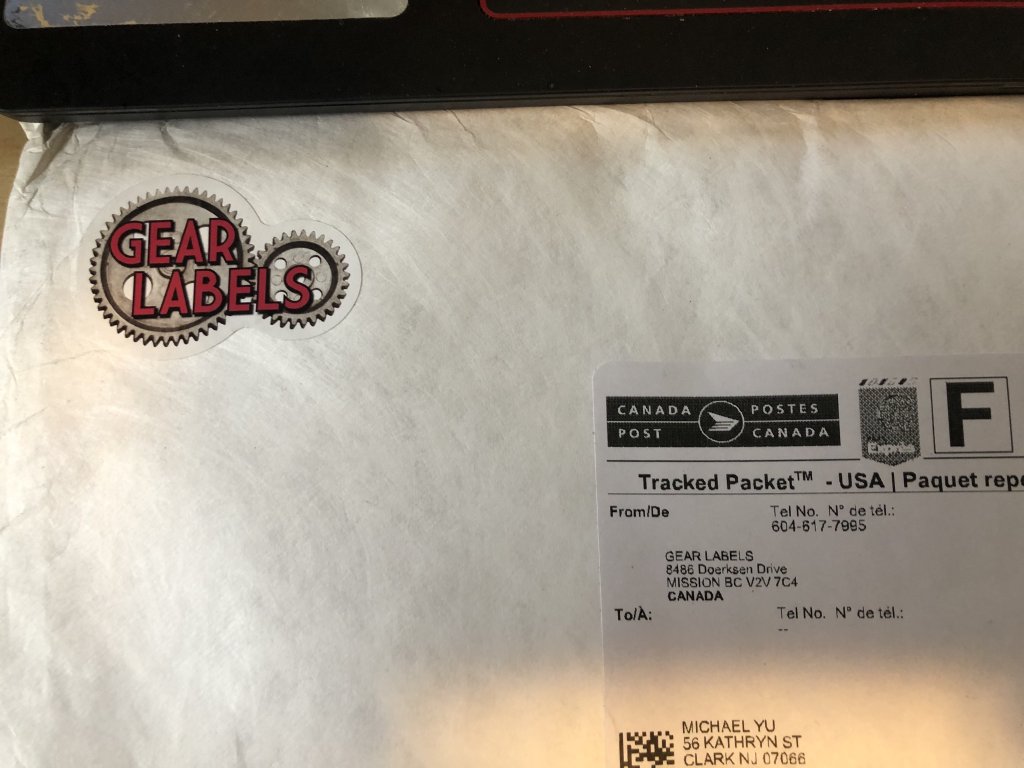 GEAR
LABELS
CANADA POSTES
POST CANADA
F
Tracked Packet™ - USA | Paquet repé
From/De
Tel No. N° de tél.:
604-617-7995
GEAR LABELS
8486 Doerksen Drive
MISSION BC V2V 7C4
CANADA
To/À:
Tel No. N° de tél.:
--
MICHAEL YU
56 KATHRYN ST
CLARK NJ 07066